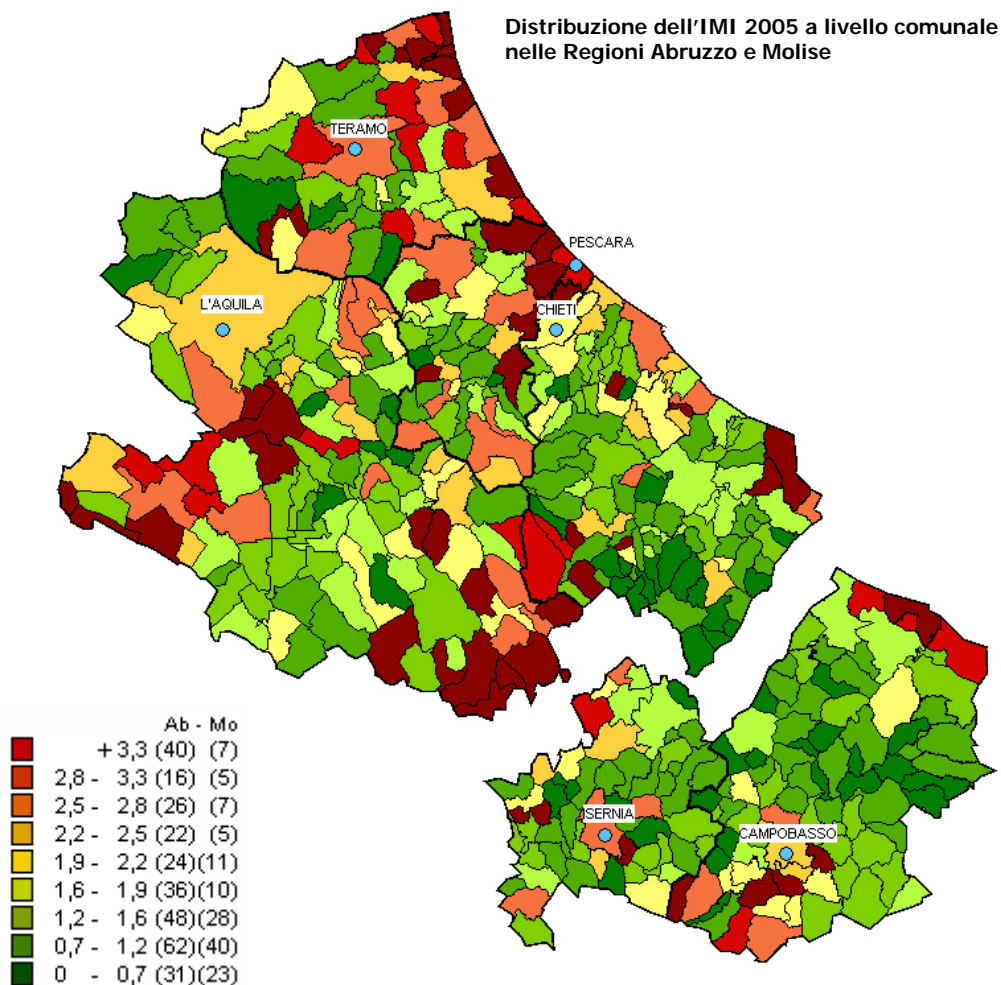 Distribuzione dell'IMI 2005 a livello comunale
nelle Regioni Abruzzo e Molise
TERAMO
PESCARA
L'AQUILA
CHIETI
SERNIA
CAMPOBASSO
Ab - Mo
+ 3,3 (40) (7)
2,8 - 3,3 (16) (5)
2,5 - 2,8 (26) (7)
2,2 - 2,5 (22) (5)
1,9 - 2,2 (24)(11)
1,6 - 1,9 (36)(10)
1,2 - 1,6 (48)(28)
0,7 - 1,2 (62)(40)
0 - 0,7 (31)(23)